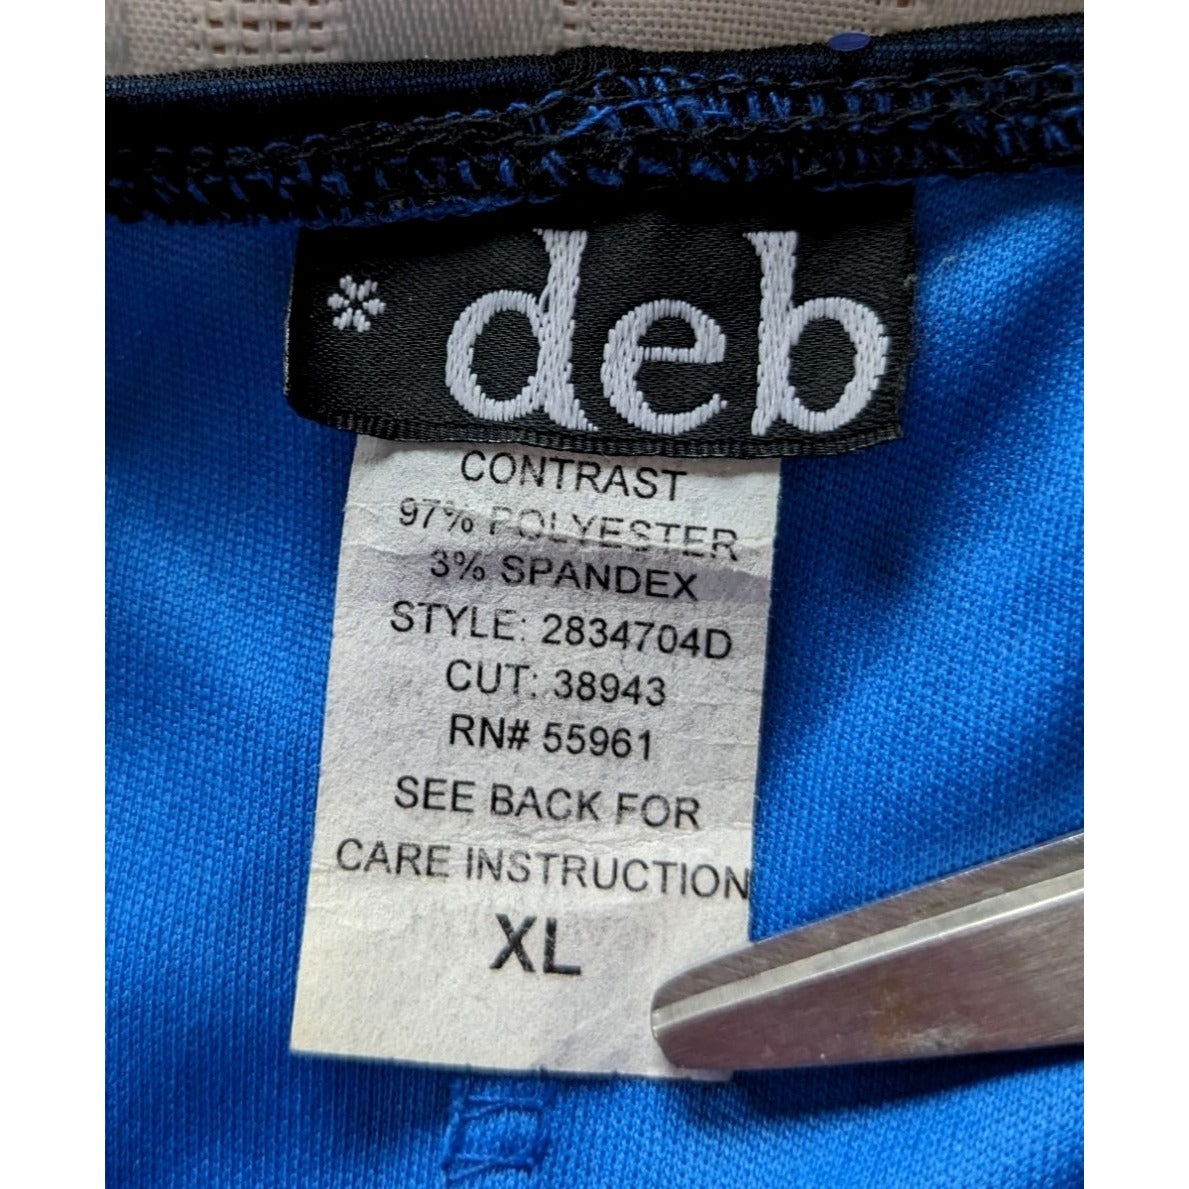 * deb
CONTRAST
97% POLYESTER
3% SPANDEX
STYLE: 2834704D
CUT: 38943
RN# 55961
SEE BACK FOR
CARE INSTRUCTION
XL